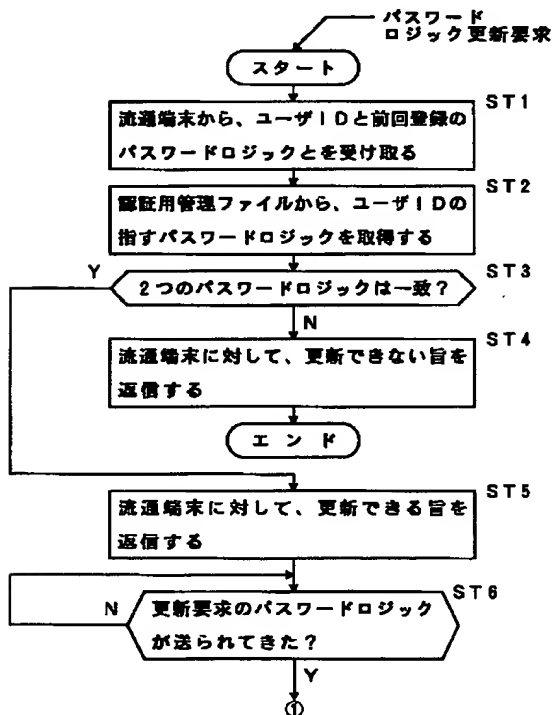 パスワード
ロジック更新要求
スタート
ST1
流通端末から、ユーザIDと前回登録の
パスワードロジックとを受け取る
ST2
認証用管理ファイルから、ユーザIDの
指すパスワードロジックを取得する
ST3
Y
2つのパスワードロジックは一致?
N
ST4
流通端末に対して、更新できない旨を
返信する
エンド
ST5
流通端末に対して、更新できる旨を
返信する
ST6
N
更新要求のパスワードロジック
が送られてきた?
Y
①